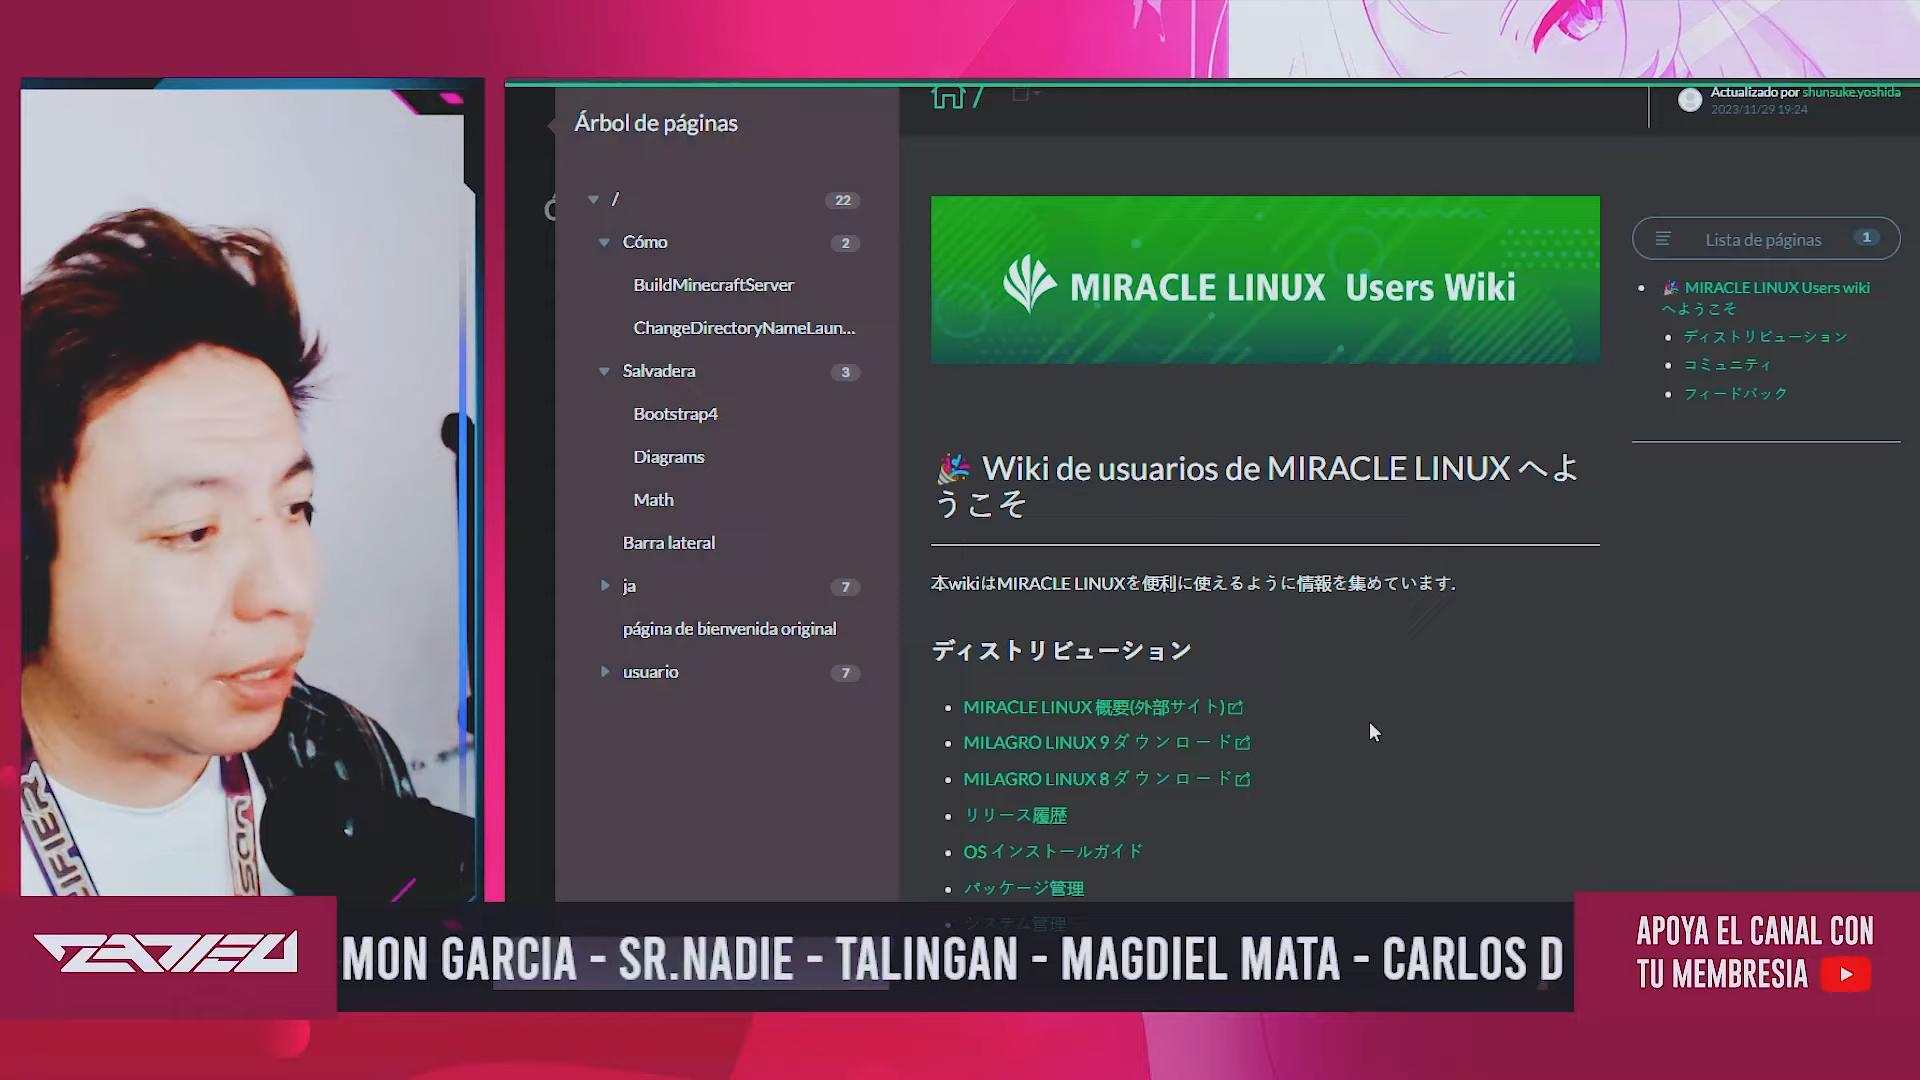 Árbol de páginas
/
22
Cómo
2
BuildMinecraftServer
ChangeDirectoryNameLaun...
Salvadera
3
Bootstrap4
Diagrams
Math
Barra lateral
ja
7
página de bienvenida original
usuario
7
/
Actualizado por shunsuke.yoshida
2023/11/29 19:24
MIRACLE LINUX Users Wiki
Wiki de usuarios de MIRACLE LINUX へよ
うこそ
本wikiはMIRACLE LINUXを便利に使えるように情報を集めています.
ディストリビューション
MIRACLE LINUX 概要(外部サイト)
MILAGRO LINUX 9 ダウンロード
MILAGRO LINUX 8 ダウンロード
リリース履歴
OS インストールガイド
パッケージ管理
システム管理
Lista de páginas
1
MIRACLE LINUX Users wiki
へようこそ
ディストリビューション
コミュニティ
フィードバック
MON GARCIA - SR.NADIE - TALINGAN - MAGDIEL MATA - CARLOS D
APOYA EL CANAL CON
TU MEMBRESIA